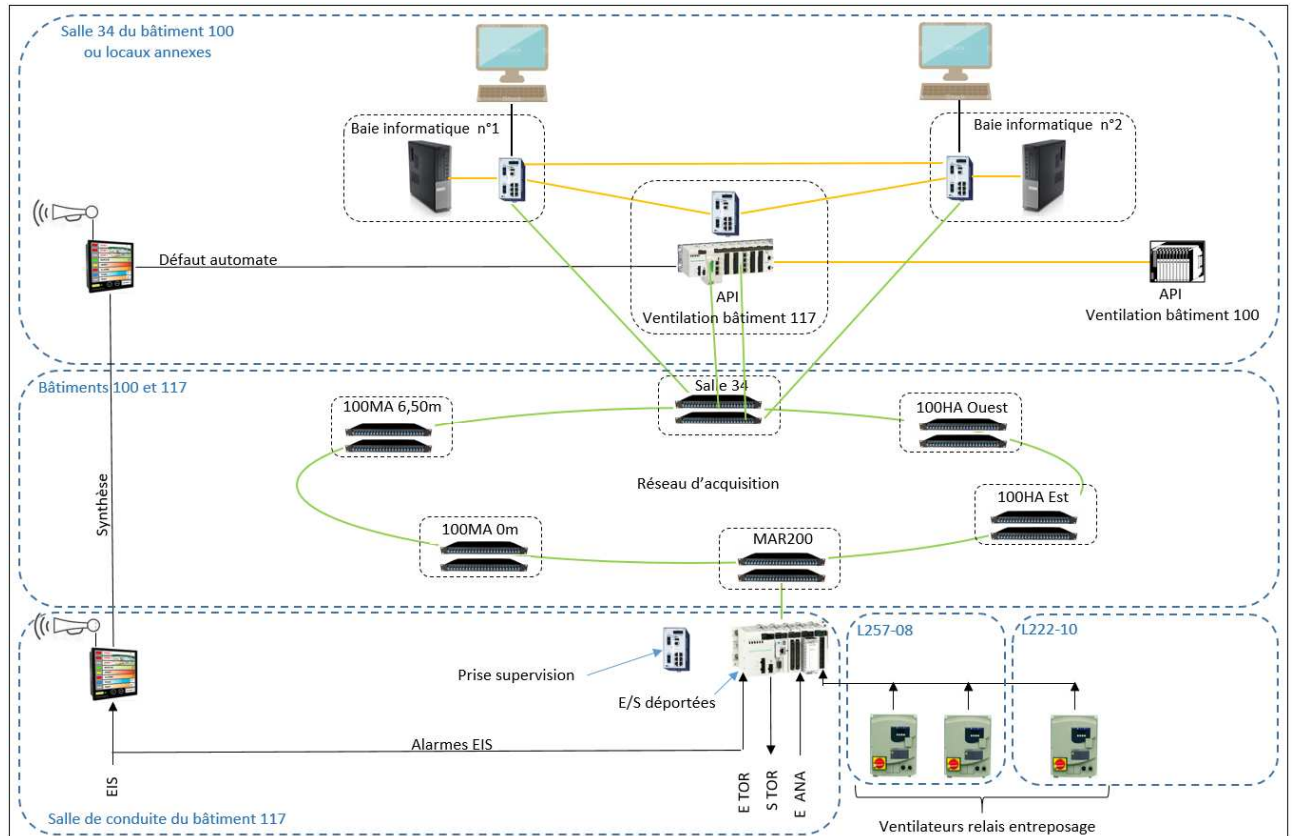 Salle 34 du bâtiment 100
ou locaux annexes
Baie informatique n°1
Baie informatique n°2
Défaut automate
API
Ventilation bâtiment 117
API
Ventilation bâtiment 100
Bâtiments 100 et 117
Salle 34
100MA 6,50m
100HA Ouest
Réseau d'acquisition
100HA Est
100MA 0m
MAR200
Synthèse
L257-08
L222-10
Prise supervision
E/S déportées
Alarmes EIS
EIS
E TOR
S TOR
E ANA
Salle de conduite du bâtiment 117
Ventilateurs relais entreposage